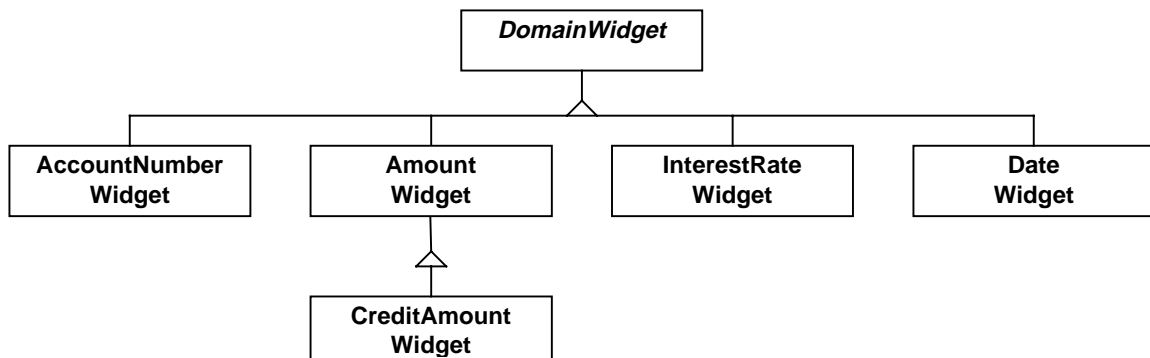 DomainWidget
AccountNumber
Widget
Amount
Widget
InterestRate
Widget
Date
Widget
CreditAmount
Widget